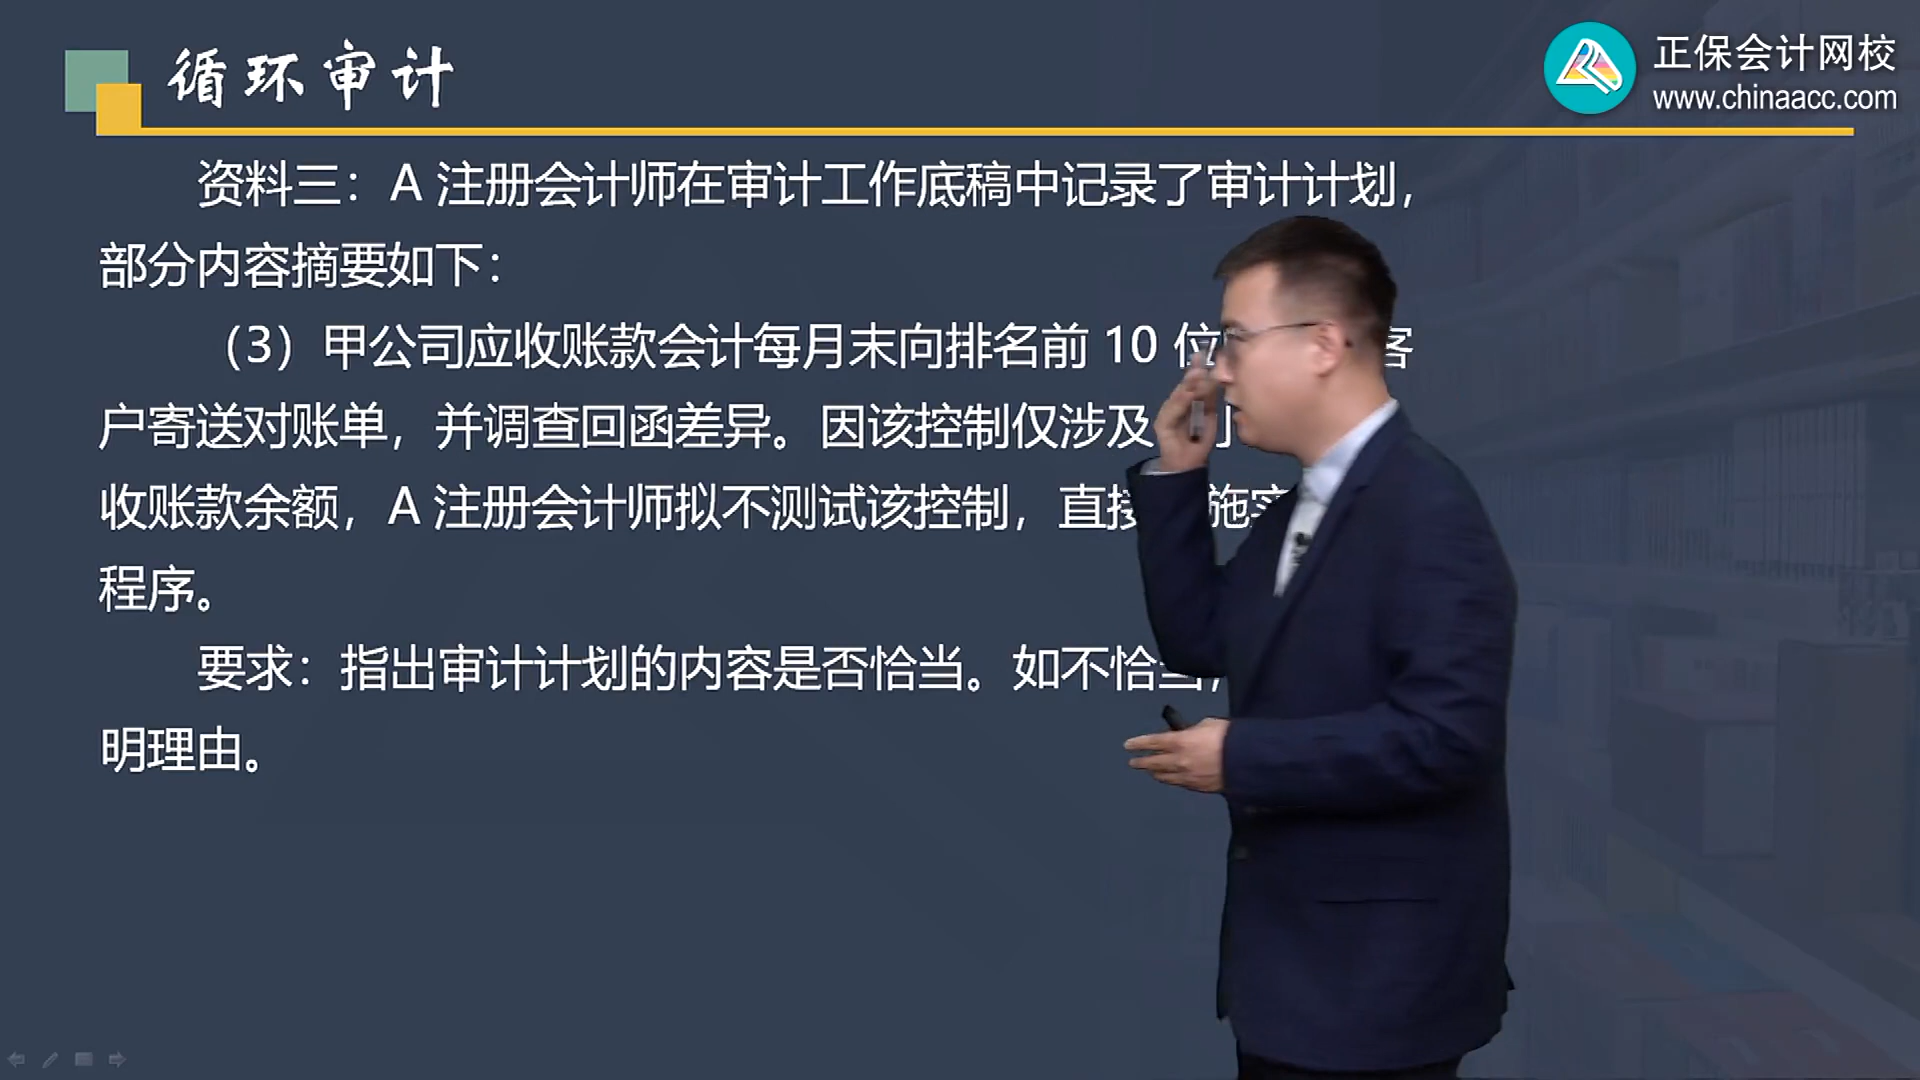 循环审计
正保会计网校
www.chinaacc.com
资料三：A 注册会计师在审计工作底稿中记录了审计计划，
部分内容摘要如下：
（3）甲公司应收账款会计每月末向排名前 10 位 客
户寄送对账单，并调查回函差异。因该控制仅涉及
收账款余额，A 注册会计师拟不测试该控制，直接 施实
程序。
要求：指出审计计划的内容是否恰当。如不恰当，
明理由。